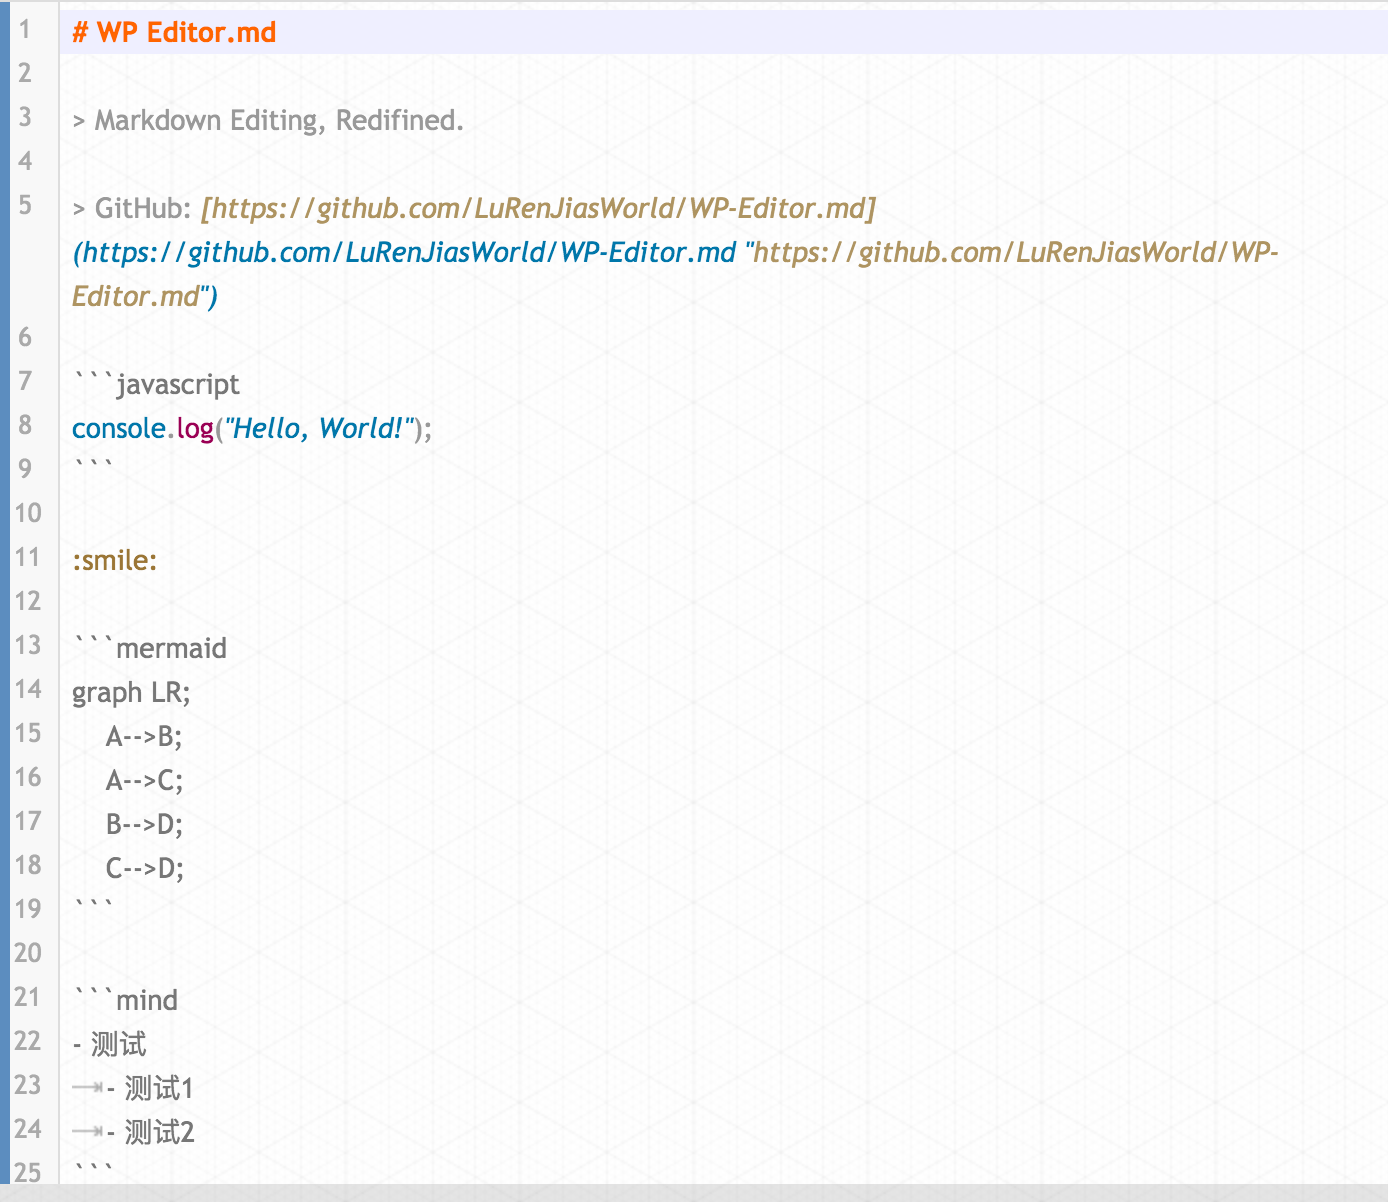 1 # WP Editor.md
2
3 > Markdown Editing, Redifined.
4
5 > GitHub: [https://github.com/LuRenJiasWorld/WP-Editor.md]
(https://github.com/LuRenJiasWorld/WP-Editor.md "https://github.com/LuRenJiasWorld/WP-
Editor.md")
6
7 ```javascript
8 console.log("Hello, World!");
9 ```
10
11 :smile:
12
13 ```mermaid
14 graph LR;
15     A-->B;
16     A-->C;
17     B-->D;
18     C-->D;
19 ```
20
21 ```mind
22 - 测试
23 	- 测试1
24 	- 测试2
25 ```